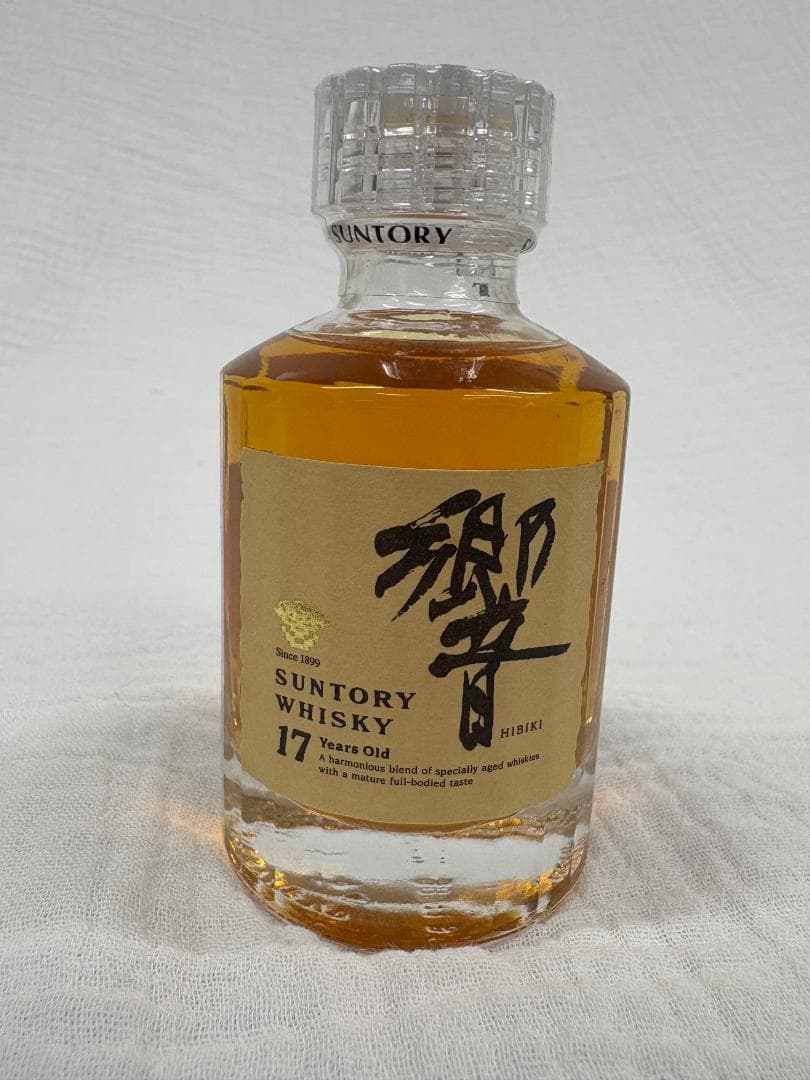 SUNTORY
響
HIBIKI
Since 1899
SUNTORY
WHISKY
17 Years Old
A harmonious blend of specially aged whiskies
with a mature full-bodied taste